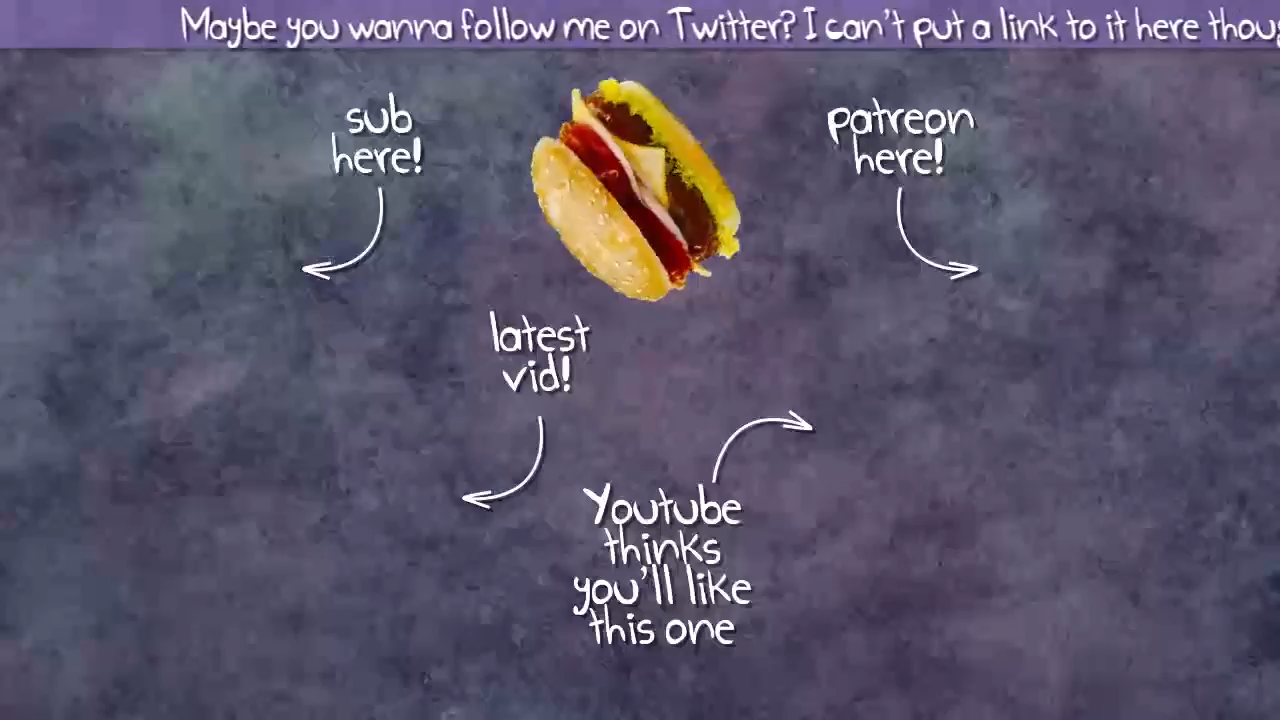 Maybe you wanna follow me on Twitter? I can't put a link to it here
sub
here!
patreon
here!
latest
vid!
Youtube
thinks
you'll like
this one